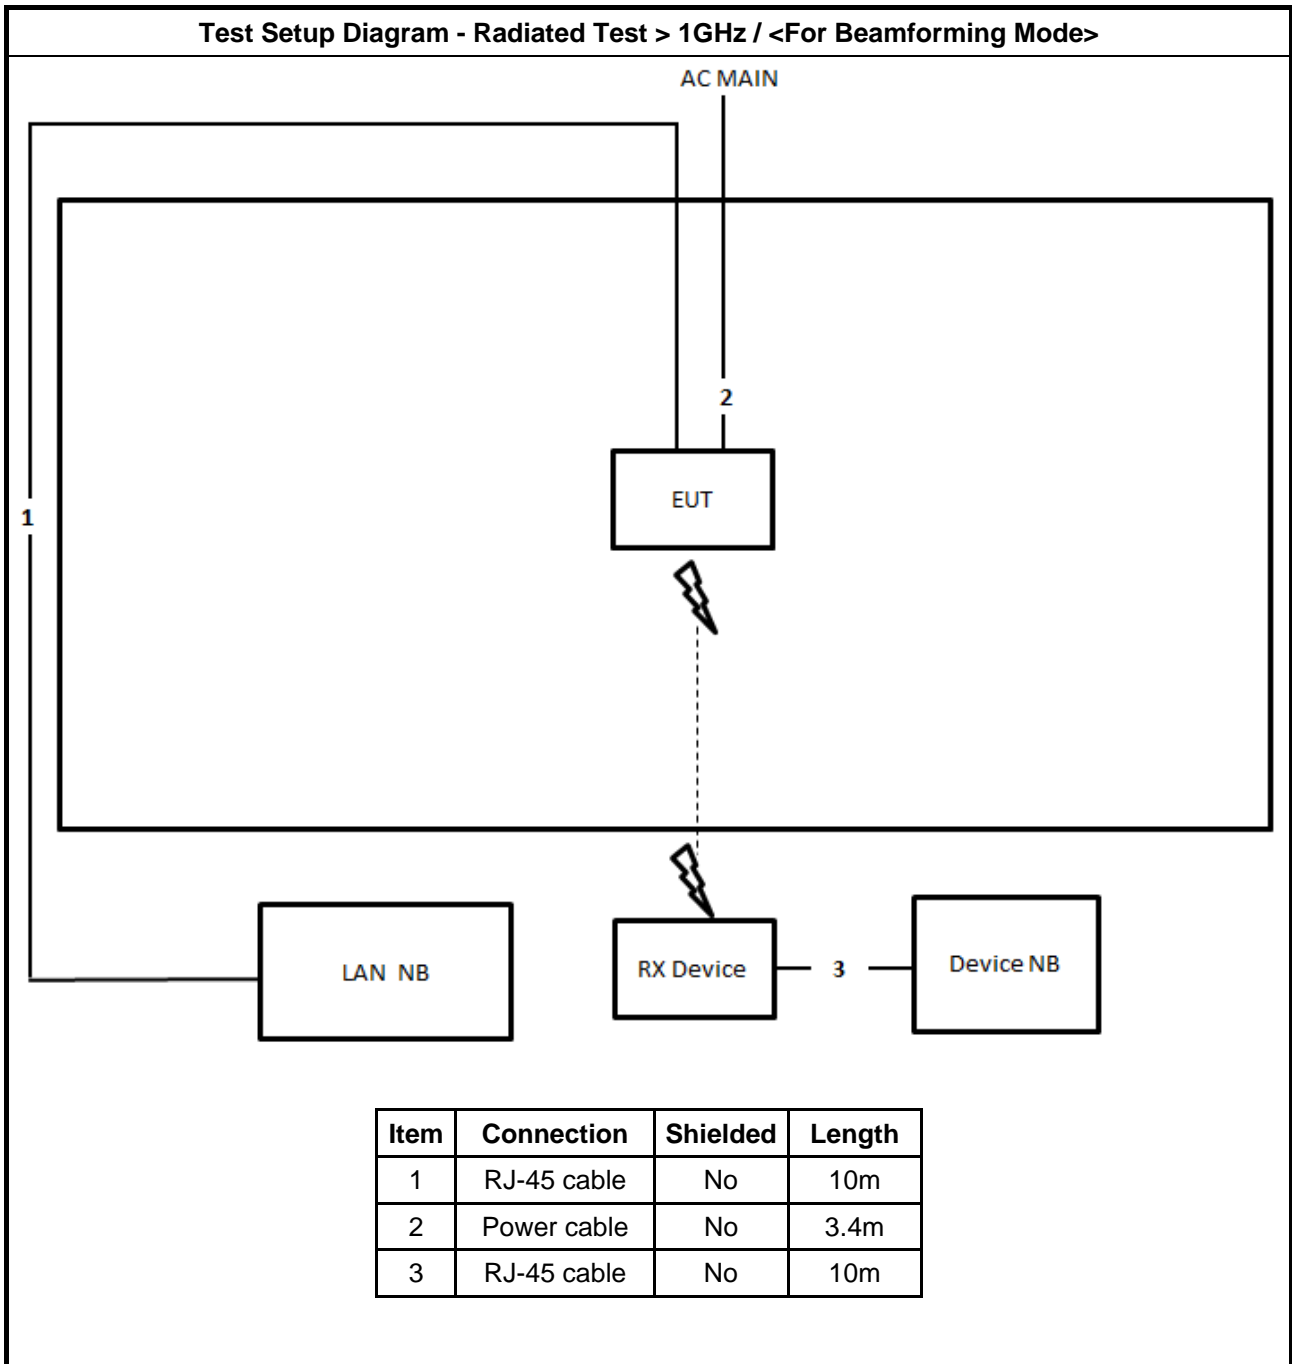 Test Setup Diagram - Radiated Test > 1GHz / <For Beamforming Mode>
AC MAIN
2
EUT
1
LAN NB
RX Device
3
Device NB
Item Connection Shielded Length
1 RJ-45 cable No 10m
2 Power cable No 3.4m
3 RJ-45 cable No 10m